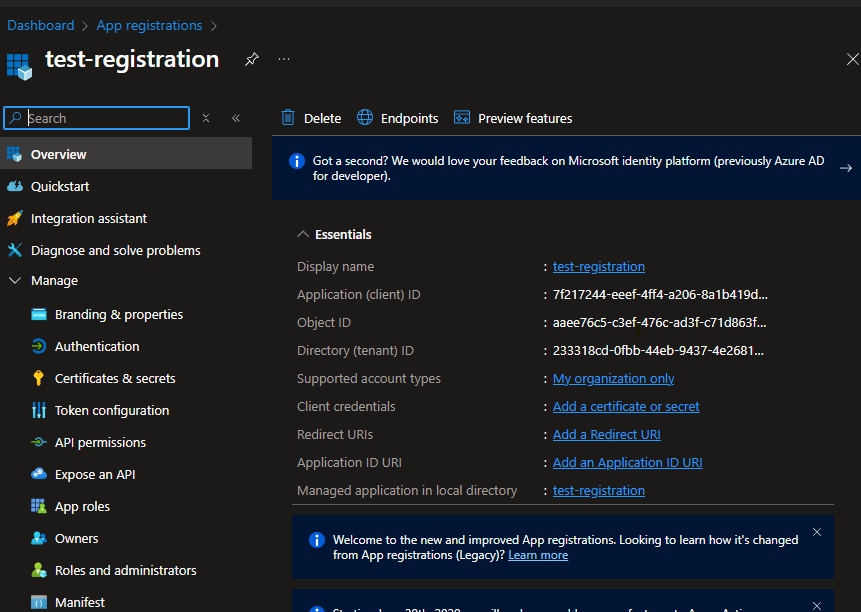 Dashboard > App registrations >
test-registration
Search
Overview
Quickstart
Integration assistant
Diagnose and solve problems
Manage
Branding & properties
Authentication
Certificates & secrets
Token configuration
API permissions
Expose an API
App roles
Owners
Roles and administrators
Manifest
Delete Endpoints Preview features
Got a second? We would love your feedback on Microsoft identity platform (previously Azure AD
for developer).
Essentials
Display name : test-registration
Application (client) ID : 7f217244-eeef-4ff4-a206-8a1b419d...
Object ID : aaee76c5-c3ef-476c-ad3f-c71d863f...
Directory (tenant) ID : 233318cd-0fbb-44eb-9437-4e2681...
Supported account types : My organization only
Client credentials : Add a certificate or secret
Redirect URIs : Add a Redirect URI
Application ID URI : Add an Application ID URI
Managed application in local directory : test-registration
Welcome to the new and improved App registrations. Looking to learn how it's changed
from App registrations (Legacy)? Learn more